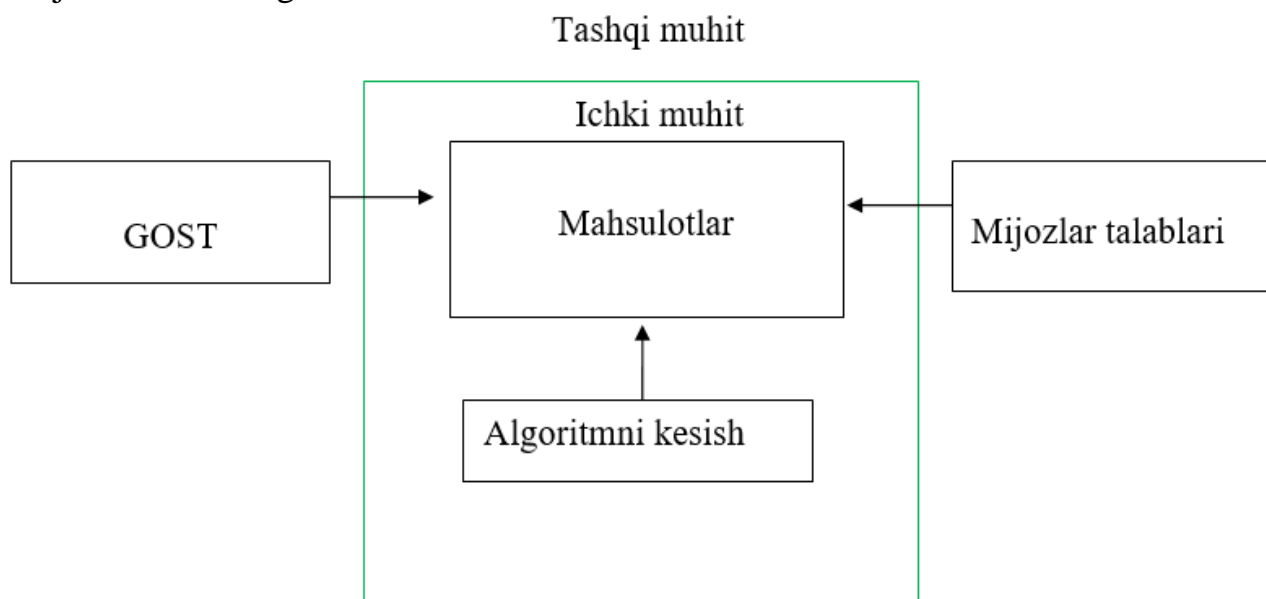 Tashqi muhit
Ichki muhit
GOST
Mahsulotlar
Mijozlar talablari
Algoritmni kesish